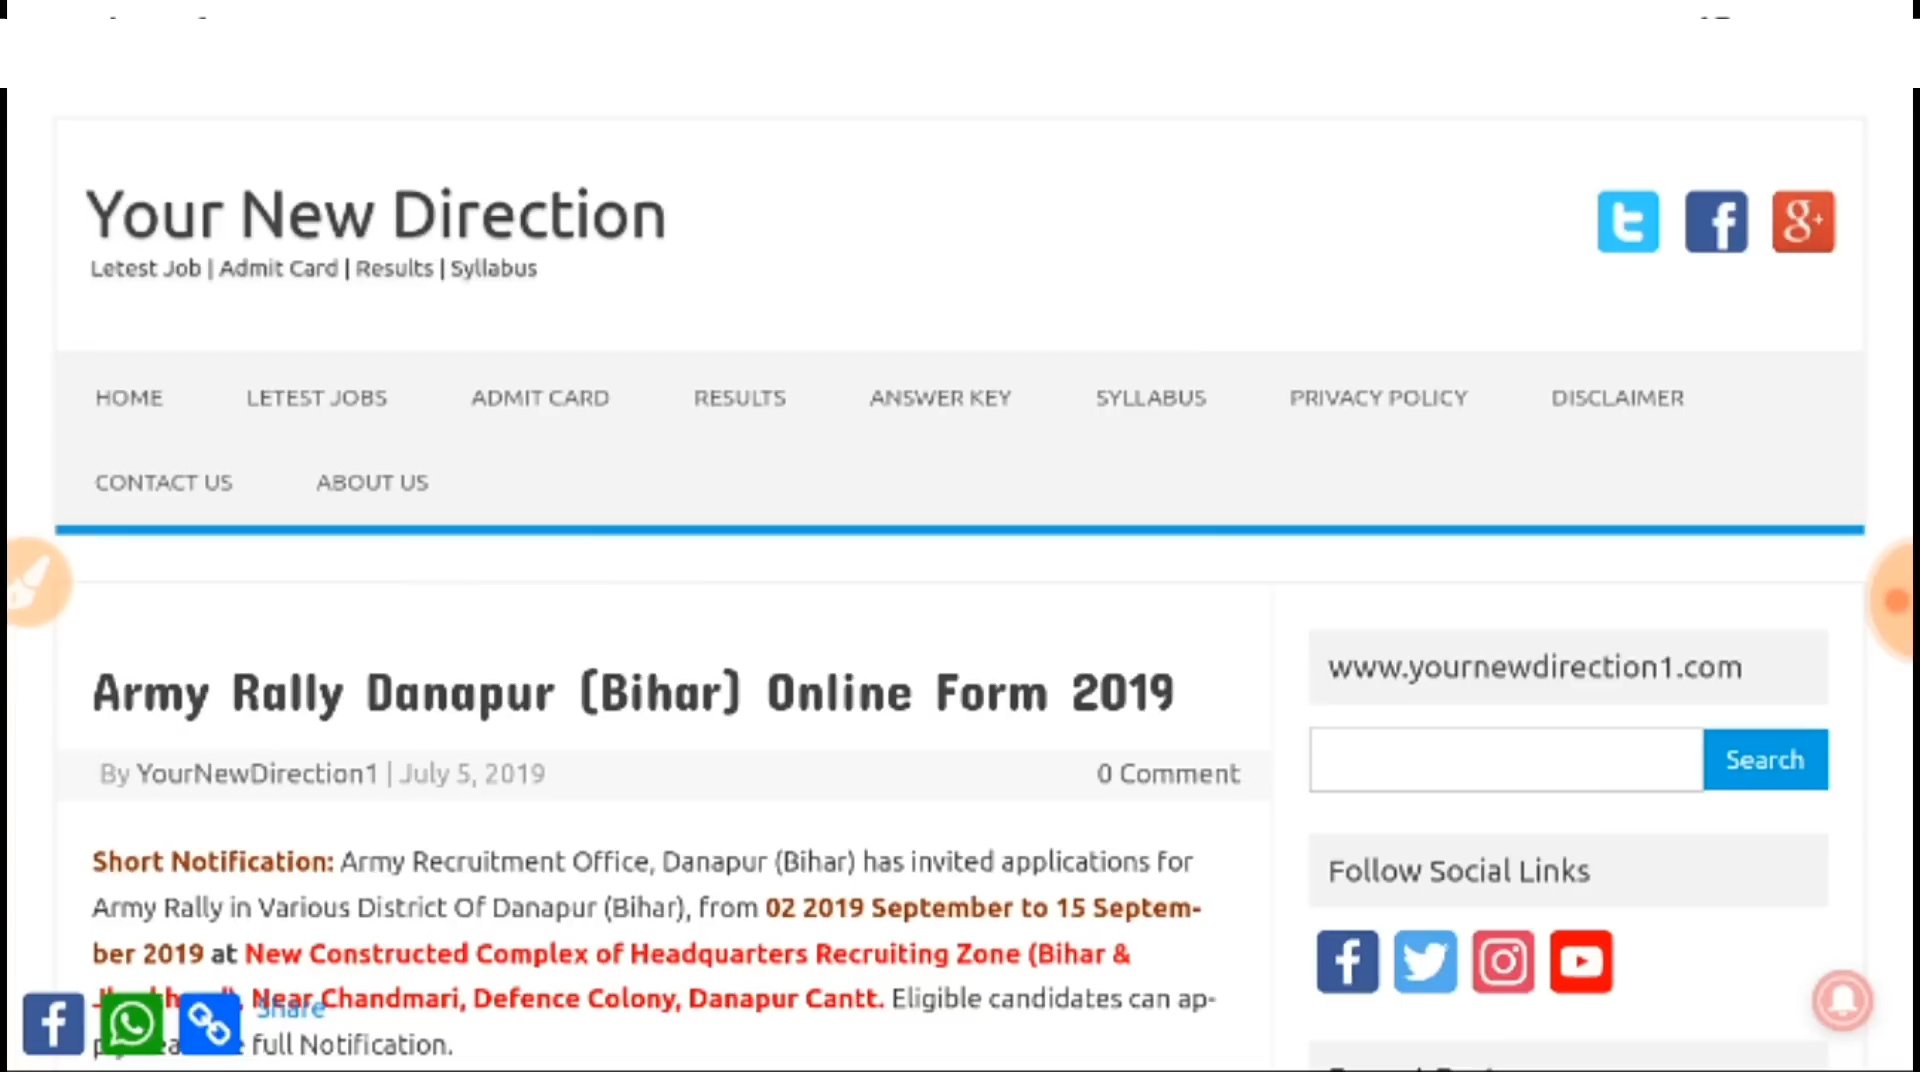 Your New Direction
Letest Job | Admit Card | Results | Syllabus
HOME LETEST JOBS ADMIT CARD RESULTS ANSWER KEY SYLLABUS PRIVACY POLICY DISCLAIMER
CONTACT US ABOUT US
Army Rally Danapur (Bihar) Online Form 2019
By YourNewDirection1 | July 5, 2019
0 Comment
Short Notification: Army Recruitment Office, Danapur (Bihar) has invited applications for
Army Rally in Various District Of Danapur (Bihar), from 02 2019 September to 15 Septem-
ber 2019 at New Constructed Complex of Headquarters Recruiting Zone (Bihar &
Near Chandmari, Defence Colony, Danapur Cantt. Eligible candidates can ap-
full Notification.
Share
www.yournewdirection1.com
Search
Follow Social Links